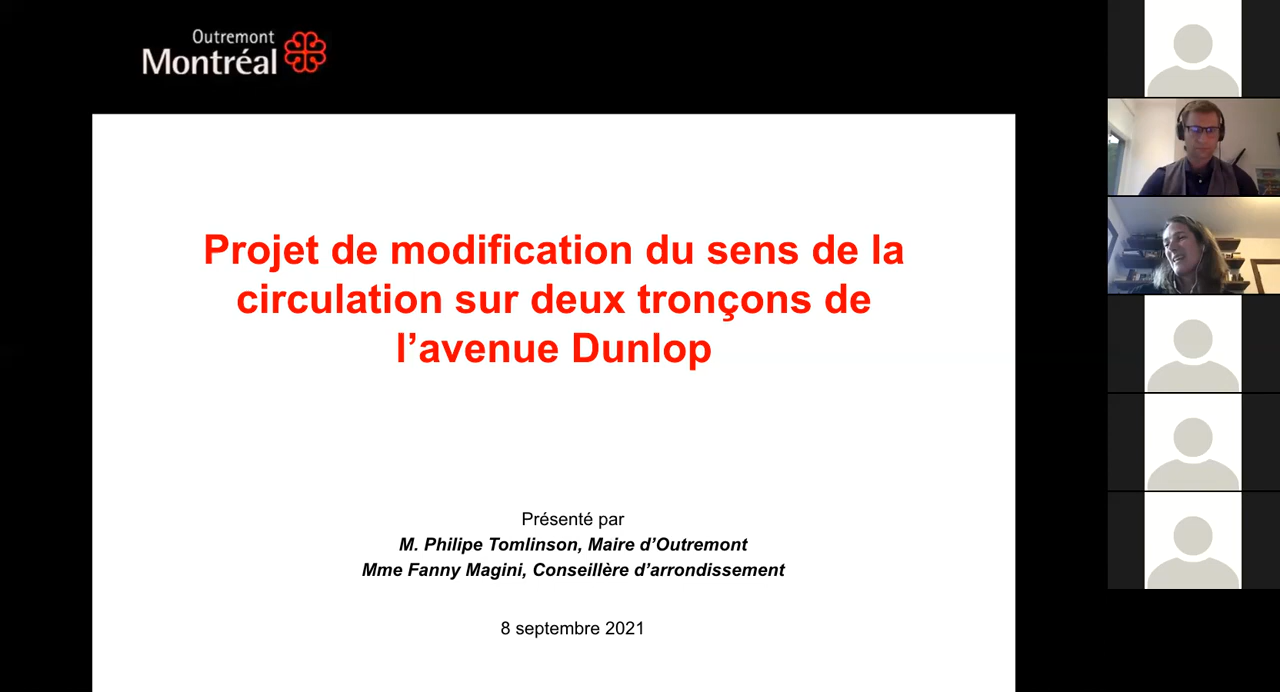 Outremont
Montréal
Projet de modification du sens de la
circulation sur deux tronçons de
l’avenue Dunlop
Présenté par
M. Philipe Tomlinson, Maire d’Outremont
Mme Fanny Magini, Conseillère d’arrondissement
8 septembre 2021